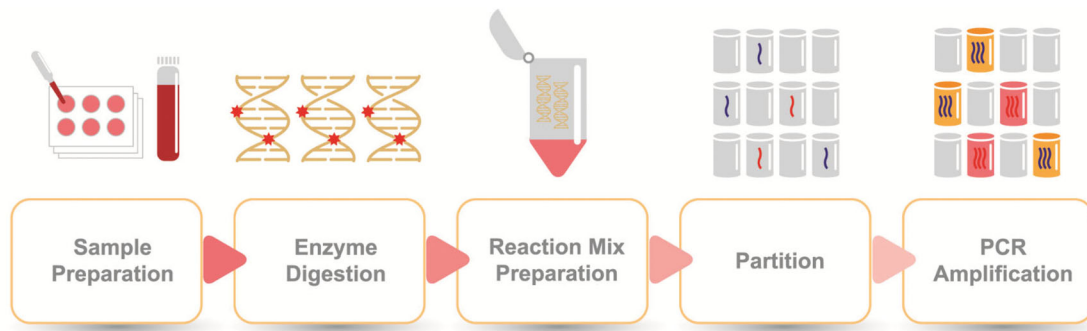 Sample
Preparation
Enzyme
Digestion
Reaction Mix
Preparation
Partition
PCR
Amplification